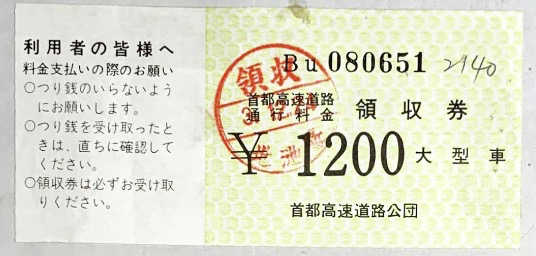 利用者の皆様へ
料金支払いの際のお願い
○つり銭のいらないよう
にお願いします。
○つり銭を受け取ったと
きは、直ちに確認して
ください。
○領収券は必ずお受け取
りください。
Bu 080651
2140
領収
首都高速道路
通行料金
領収券
¥1200大型車
首都高速道路公団